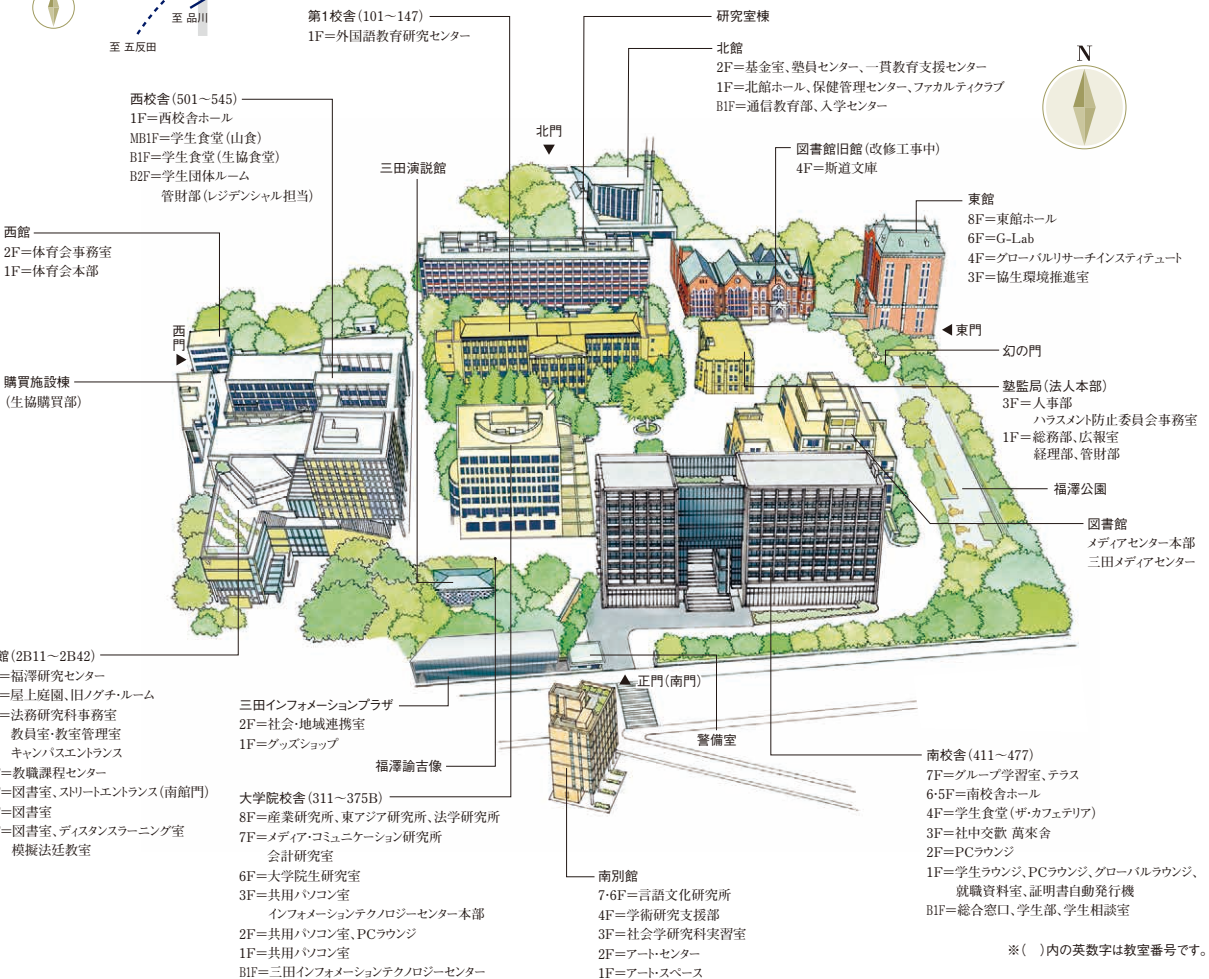 至 品川
至 五反田
第1校舎(101～147)
1F=外国語教育研究センター
研究室棟
北館
2F=基金室、塾員センター、一貫教育支援センター
1F=北館ホール、保健管理センター、ファカルティクラブ
B1F=通信教育部、入学センター
N
西校舎(501～545)
1F=西校舎ホール
MB1F=学生食堂(山食)
B1F=学生食堂(生協食堂)
B2F=学生団体ルーム
管財部(レジデンシャル担当)
北門
三田演説館
図書館旧館(改修工事中)
4F=斯道文庫
東館
8F=東館ホール
6F=G-Lab
4F=グローバルリサーチインスティテュート
3F=協生環境推進室
西館
2F=体育会事務室
1F=体育会本部
西門
東門
幻の門
購買施設棟
(生協購買部)
塾監局(法人本部)
3F=人事部
ハラスメント防止委員会事務室
1F=総務部、広報室
経理部、管財部
福澤公園
図書館
メディアセンター本部
三田メディアセンター
館(2B11～2B42)
=福澤研究センター
=屋上庭園、旧ノグチ・ルーム
=法務研究科事務室
教員室・教室管理室
キャンパスエントランス
=教職課程センター
=図書室、ストリートエントランス(南館門)
=図書室
=図書室、ディスタンスラーニング室
模擬法廷教室
三田インフォメーションプラザ
2F=社会・地域連携室
1F=グッズショップ
福澤諭吉像
正門(南門)
警備室
大学院校舎(311～375B)
8F=産業研究所、東アジア研究所、法学研究所
7F=メディア・コミュニケーション研究所
会計研究室
6F=大学院生研究室
3F=共用パソコン室
インフォメーションテクノロジーセンター本部
2F=共用パソコン室、PCラウンジ
1F=共用パソコン室
B1F=三田インフォメーションテクノロジーセンター
南別館
7・6F=言語文化研究所
4F=学術研究支援部
3F=社会学研究科実習室
2F=アート・センター
1F=アート・スペース
南校舎(411～477)
7F=グループ学習室、テラス
6・5F=南校舎ホール
4F=学生食堂(ザ・カフェテリア)
3F=社中交歡 萬來舍
2F=PCラウンジ
1F=学生ラウンジ、PCラウンジ、グローバルラウンジ、
就職資料室、証明書自動発行機
B1F=総合窓口、学生部、学生相談室
※( )内の英数字は教室番号です。